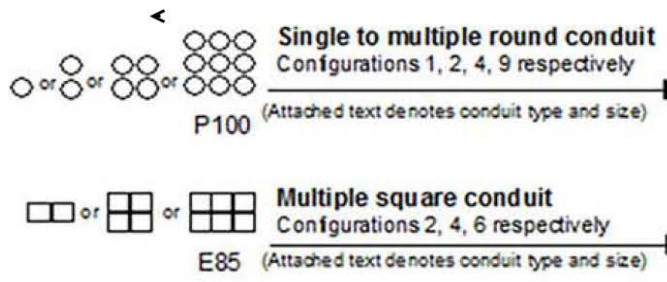 Single to multiple round conduit
or or or Configurations 1, 2, 4, 9 respectively
P100 (Attached text denotes conduit type and size)
Multiple square conduit
or or Configurations 2, 4, 6 respectively
E85 (Attached text denotes conduit type and size)